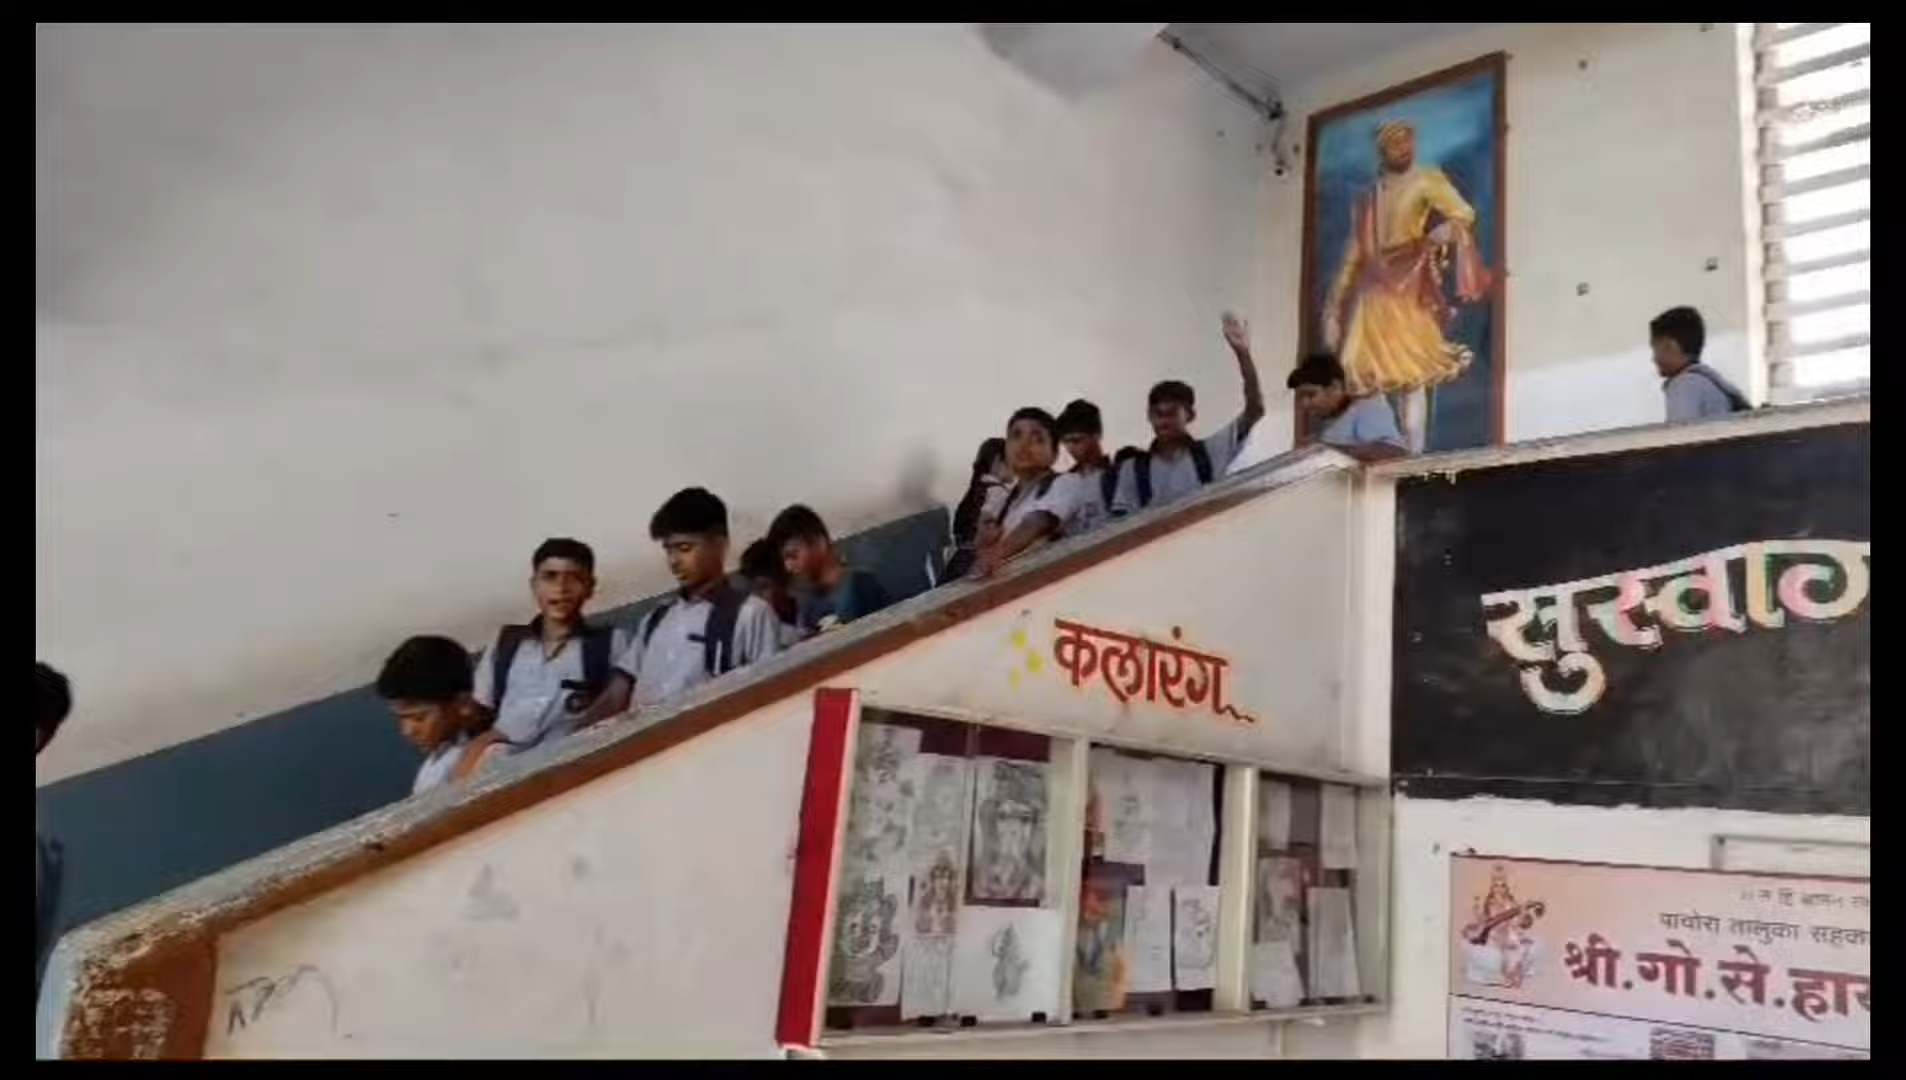 कलारंग...
सुस्वाग
पाचोरा तालुका सहका
श्री.गो.से.हाय